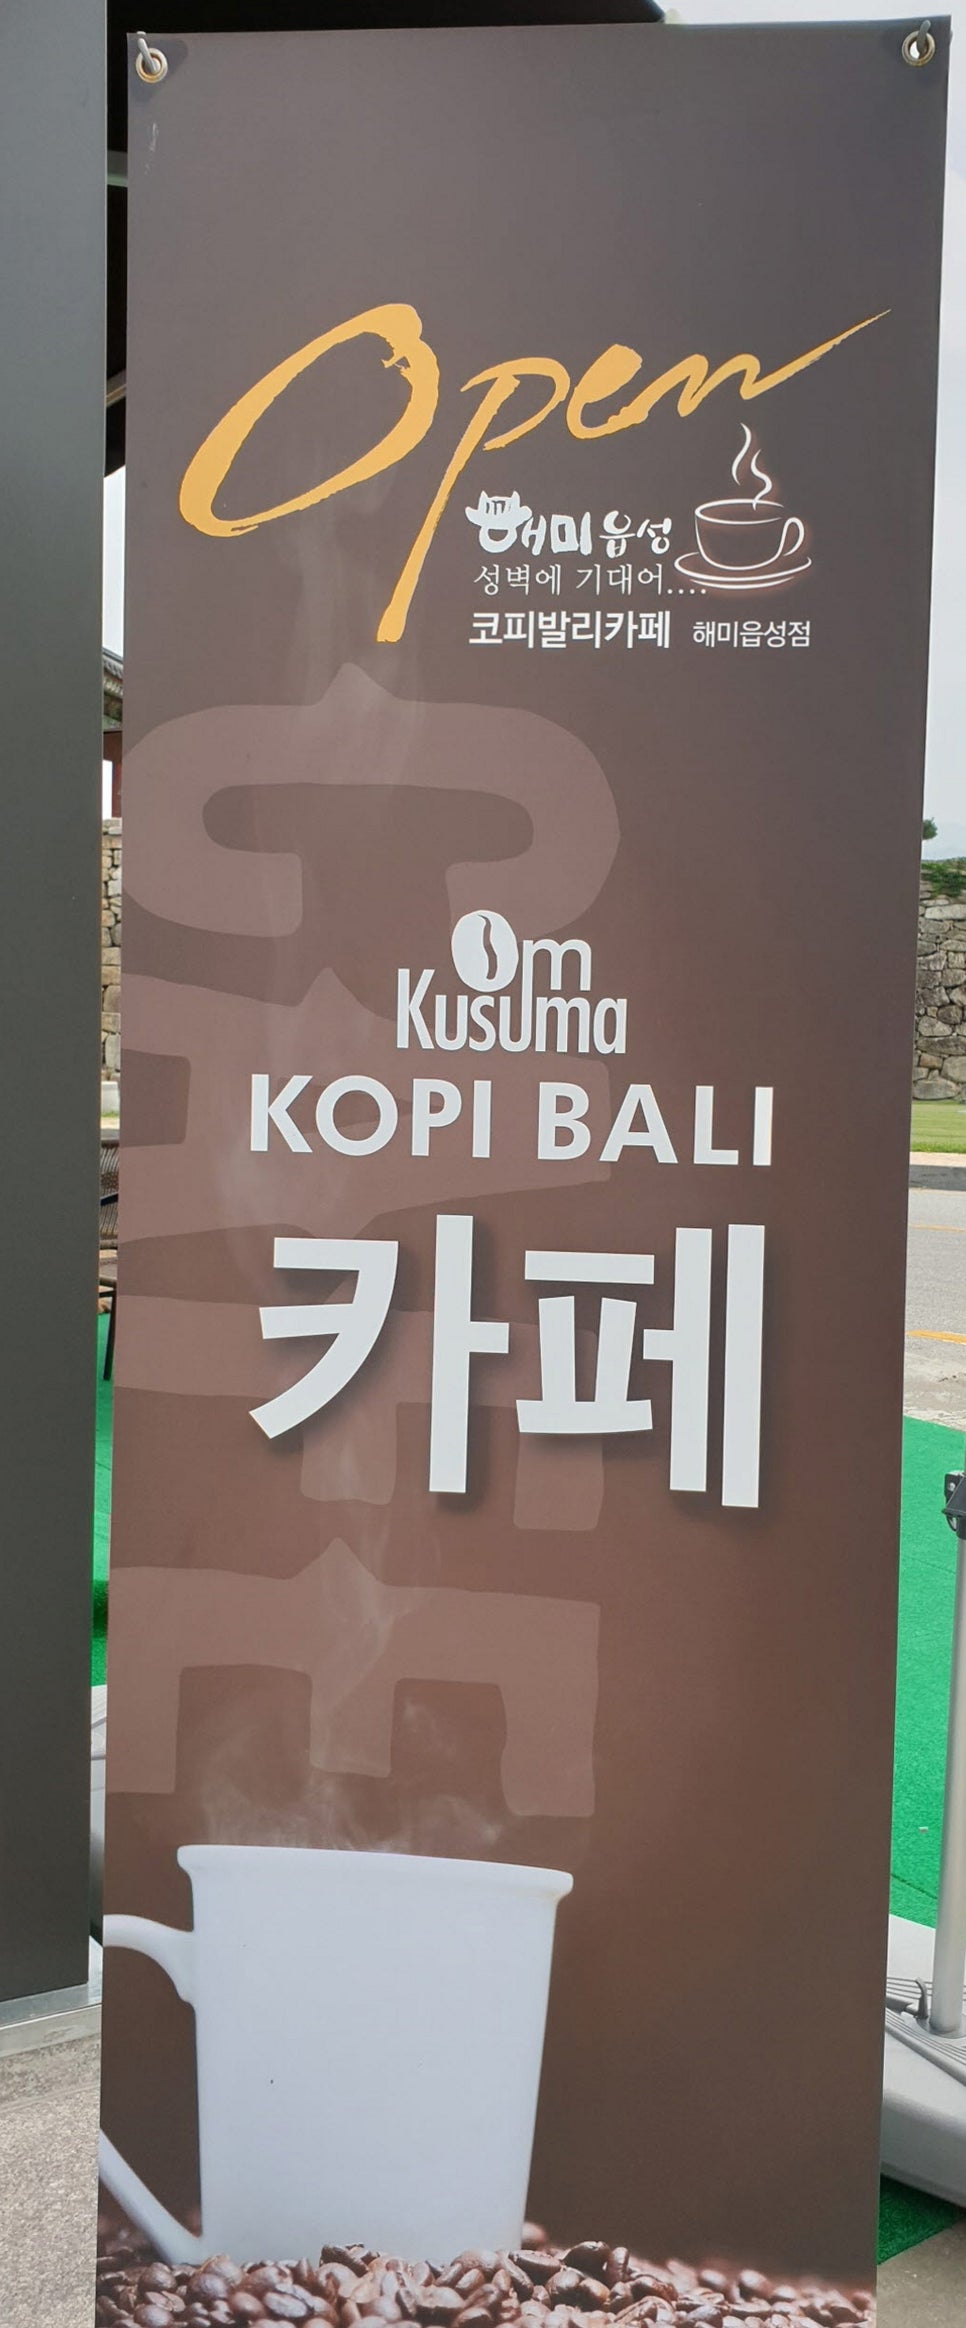 Open
해미읍성
성벽에 기대어....
코피발리카페 해미읍성점
CAFE
Om
Kusuma
KOPI BALI
카페